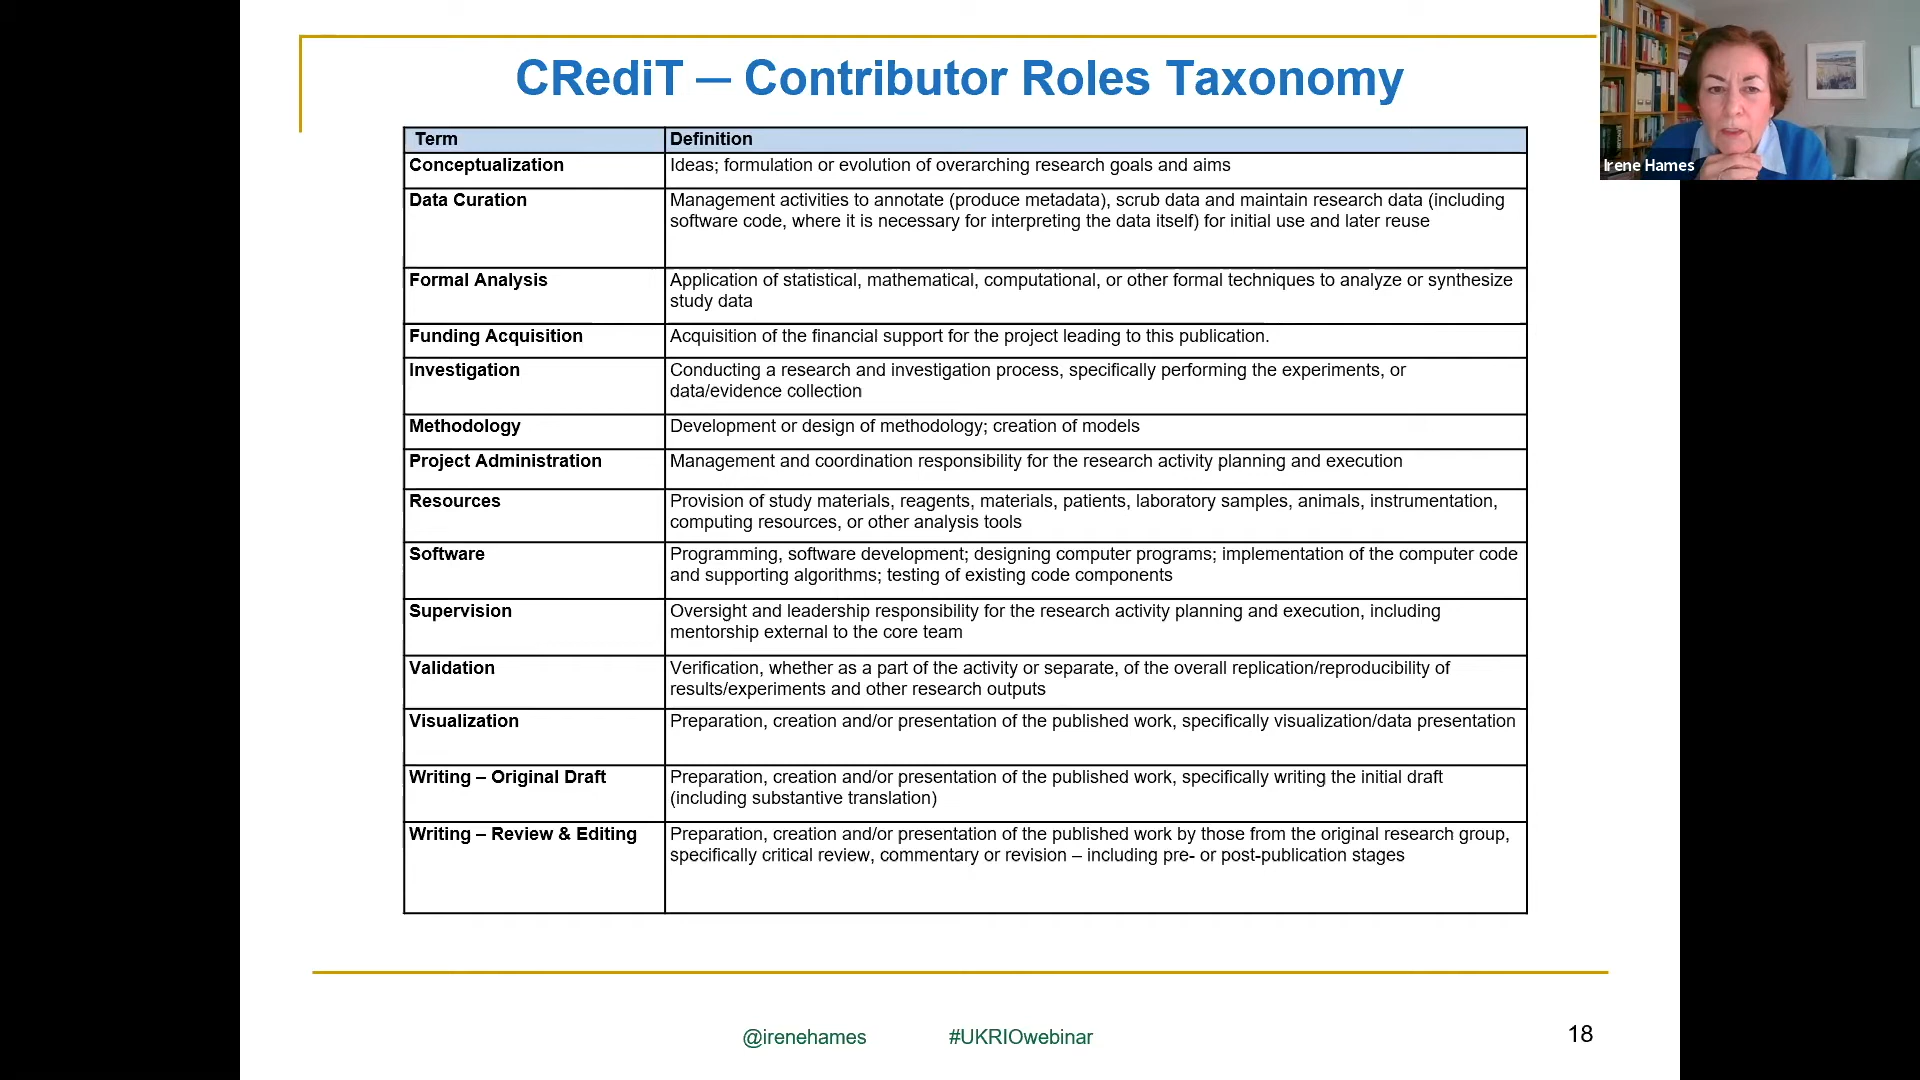 CRediT — Contributor Roles Taxonomy
Term Definition
Conceptualization Ideas; formulation or evolution of overarching research goals and aims
Data Curation Management activities to annotate (produce metadata), scrub data and maintain research data (including
software code, where it is necessary for interpreting the data itself) for initial use and later reuse
Formal Analysis Application of statistical, mathematical, computational, or other formal techniques to analyze or synthesize
study data
Funding Acquisition Acquisition of the financial support for the project leading to this publication.
Investigation Conducting a research and investigation process, specifically performing the experiments, or
data/evidence collection
Methodology Development or design of methodology; creation of models
Project Administration Management and coordination responsibility for the research activity planning and execution
Resources Provision of study materials, reagents, materials, patients, laboratory samples, animals, instrumentation,
computing resources, or other analysis tools
Software Programming, software development; designing computer programs; implementation of the computer code
and supporting algorithms; testing of existing code components
Supervision Oversight and leadership responsibility for the research activity planning and execution, including
mentorship external to the core team
Validation Verification, whether as a part of the activity or separate, of the overall replication/reproducibility of
results/experiments and other research outputs
Visualization Preparation, creation and/or presentation of the published work, specifically visualization/data presentation
Writing – Original Draft Preparation, creation and/or presentation of the published work, specifically writing the initial draft
(including substantive translation)
Writing – Review & Editing Preparation, creation and/or presentation of the published work by those from the original research group,
specifically critical review, commentary or revision – including pre- or post-publication stages
@irenehames #UKRIOwebinar 18
Irene Hames